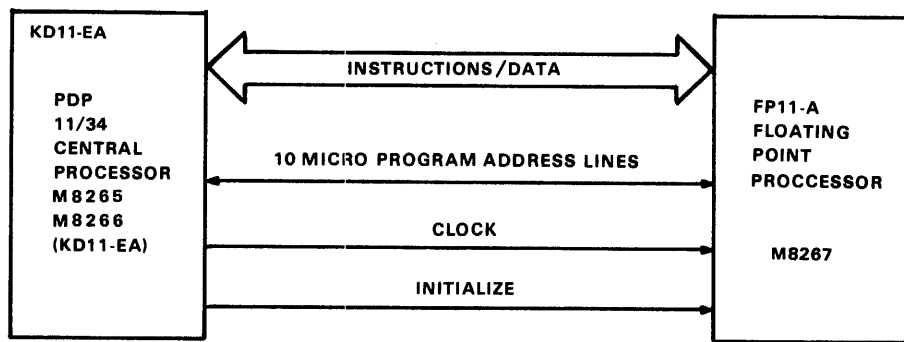 KD11-EA
PDP
11/34
CENTRAL
PROCESSOR
M8265
M8266
(KD11-EA)
INSTRUCTIONS/DATA
10 MICRO PROGRAM ADDRESS LINES
CLOCK
INITIALIZE
FP11-A
FLOATING
POINT
PROCCESSOR
M8267